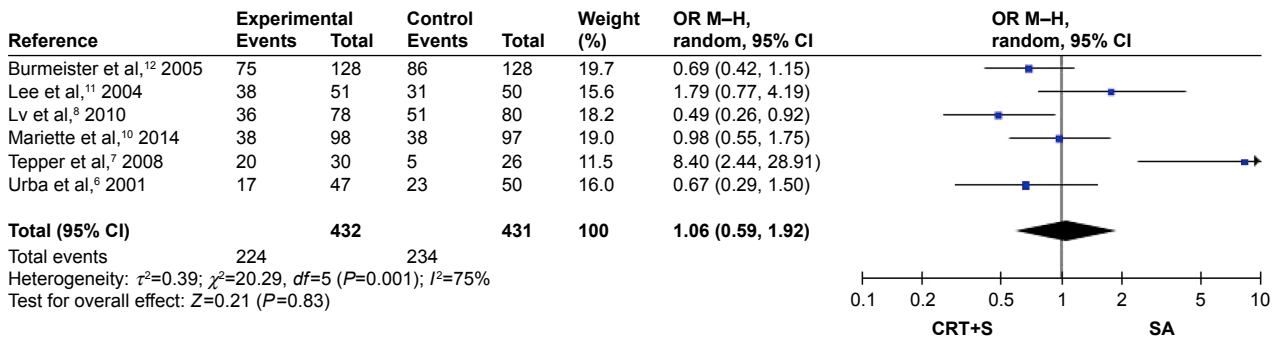 Experimental Control Weight OR M–H, OR M–H,
Reference Events Total Events Total (%) random, 95% CI random, 95% CI
Burmeister et al,¹² 2005 75 128 86 128 19.7 0.69 (0.42, 1.15)
Lee et al,¹¹ 2004 38 51 31 50 15.6 1.79 (0.77, 4.19)
Lv et al,⁸ 2010 36 78 51 80 18.2 0.49 (0.26, 0.92)
Mariette et al,¹⁰ 2014 38 98 38 97 19.0 0.98 (0.55, 1.75)
Tepper et al,⁷ 2008 20 30 5 26 11.5 8.40 (2.44, 28.91)
Urba et al,⁶ 2001 17 47 23 50 16.0 0.67 (0.29, 1.50)
Total (95% CI) 432 431 100 1.06 (0.59, 1.92)
Total events 224 234
Heterogeneity: τ²=0.39; χ²=20.29, df=5 (P=0.001); I²=75%
Test for overall effect: Z=0.21 (P=0.83)
0.1 0.2 0.5 1 2 5 10
CRT+S SA